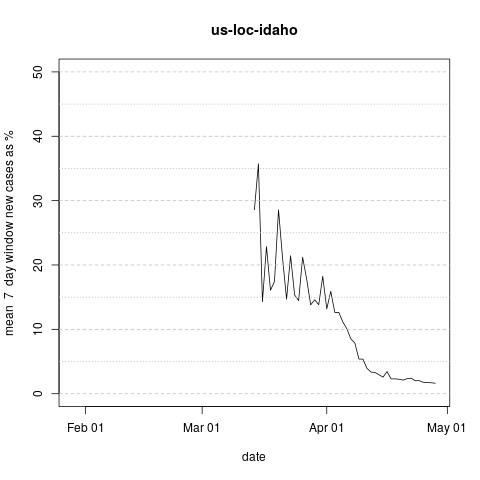 us-loc-idaho
mean  7  day window new cases as %
50
40
30
20
10
0
Feb 01
Mar 01
Apr 01
May 01
date